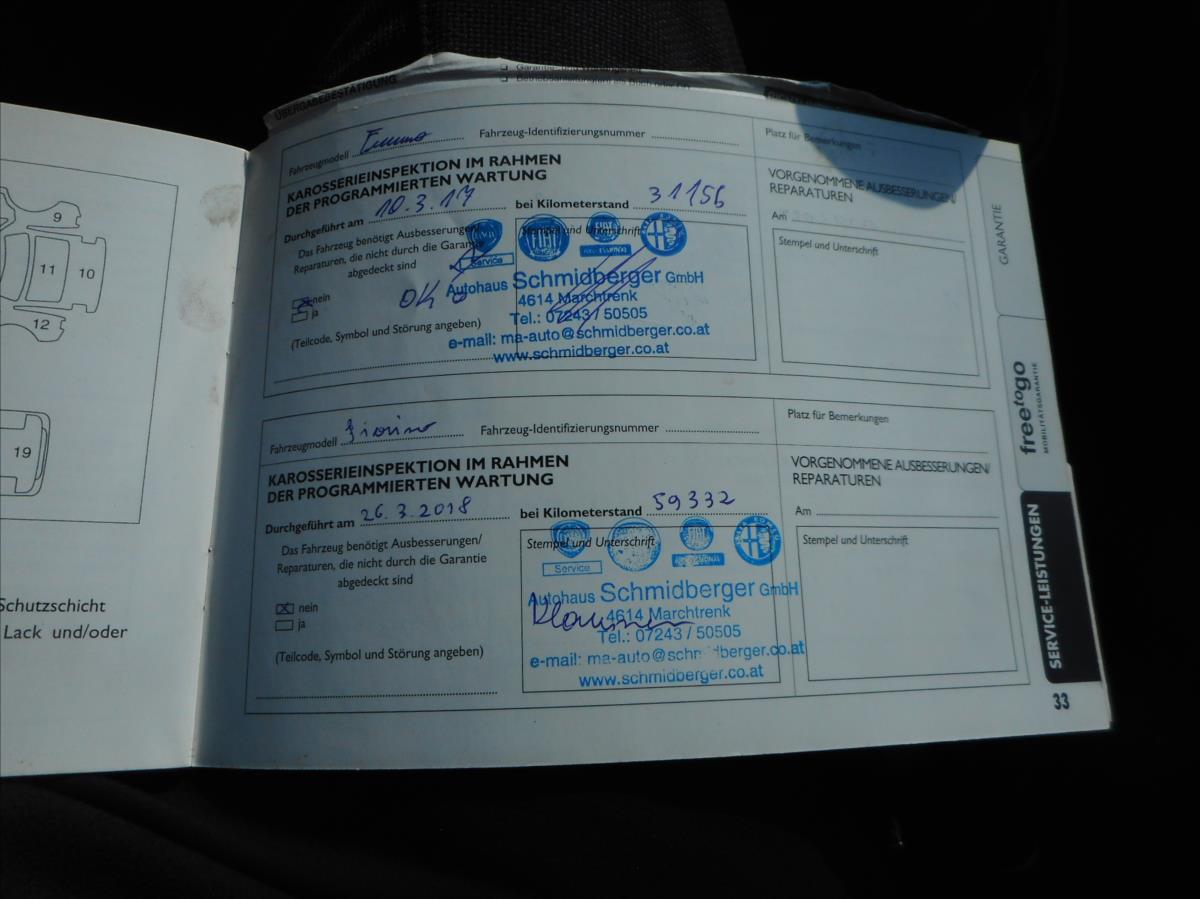 ÜBERGABEBESTÄTIGUNG
9
11
10
12
19
Schutzschicht
Lack und/oder
Fahrzeugmodell Fiorino Fahrzeug-Identifizierungsnummer
Platz für Bemerkungen
KAROSSERIEINSPEKTION IM RAHMEN
DER PROGRAMMIERTEN WARTUNG
Durchgeführt am 10.3.17 bei Kilometerstand 31156
Das Fahrzeug benötigt Ausbesserungen/
Reparaturen, die nicht durch die Garantie
abgedeckt sind
nein
ja
OK
(Teilcode, Symbol und Störung angeben)
Stempel und Unterschrift
FIAT
FIAT
Service
Autohaus Schmidberger GmbH
4614 Marchtrenk
Tel.: 07243 / 50505
e-mail: ma-auto@schmidberger.co.at
www.schmidberger.co.at
VORGENOMMENE AUSBESSERUNGEN/
REPARATUREN
Am
Stempel und Unterschrift
Fahrzeugmodell Fiorino Fahrzeug-Identifizierungsnummer
Platz für Bemerkungen
KAROSSERIEINSPEKTION IM RAHMEN
DER PROGRAMMIERTEN WARTUNG
Durchgeführt am 26.3.2018 bei Kilometerstand 59332
Das Fahrzeug benötigt Ausbesserungen/
Reparaturen, die nicht durch die Garantie
abgedeckt sind
nein
ja
(Teilcode, Symbol und Störung angeben)
Stempel und Unterschrift
FIAT
Service
Autohaus Schmidberger GmbH
4614 Marchtrenk
Tel.: 07243 / 50505
e-mail: ma-auto@schmidberger.co.at
www.schmidberger.co.at
VORGENOMMENE AUSBESSERUNGEN/
REPARATUREN
Am
Stempel und Unterschrift
GARANTIE
freetogo
MOBILITÄTSGARANTIE
SERVICE-LEISTUNGEN
33